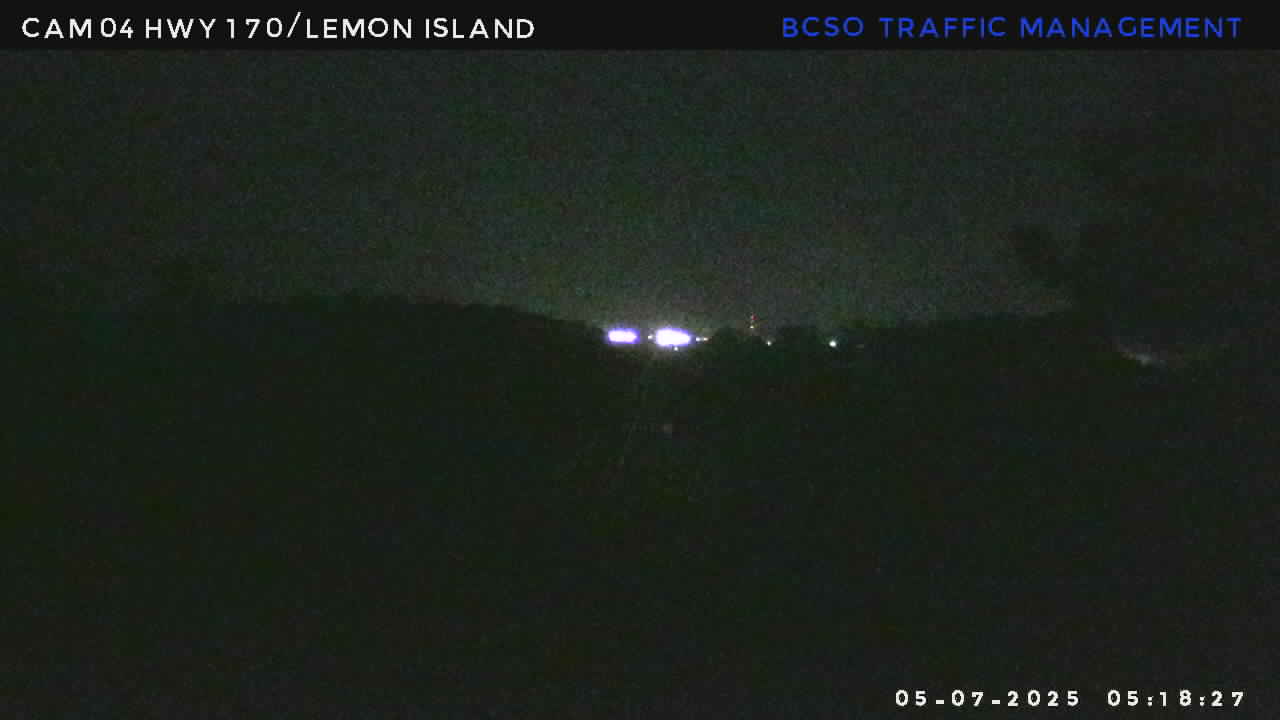 CAM04 HWY 170/LEMON ISLAND
BCSO TRAFFIC MANAGEMENT
05-07-2025 05:18:27